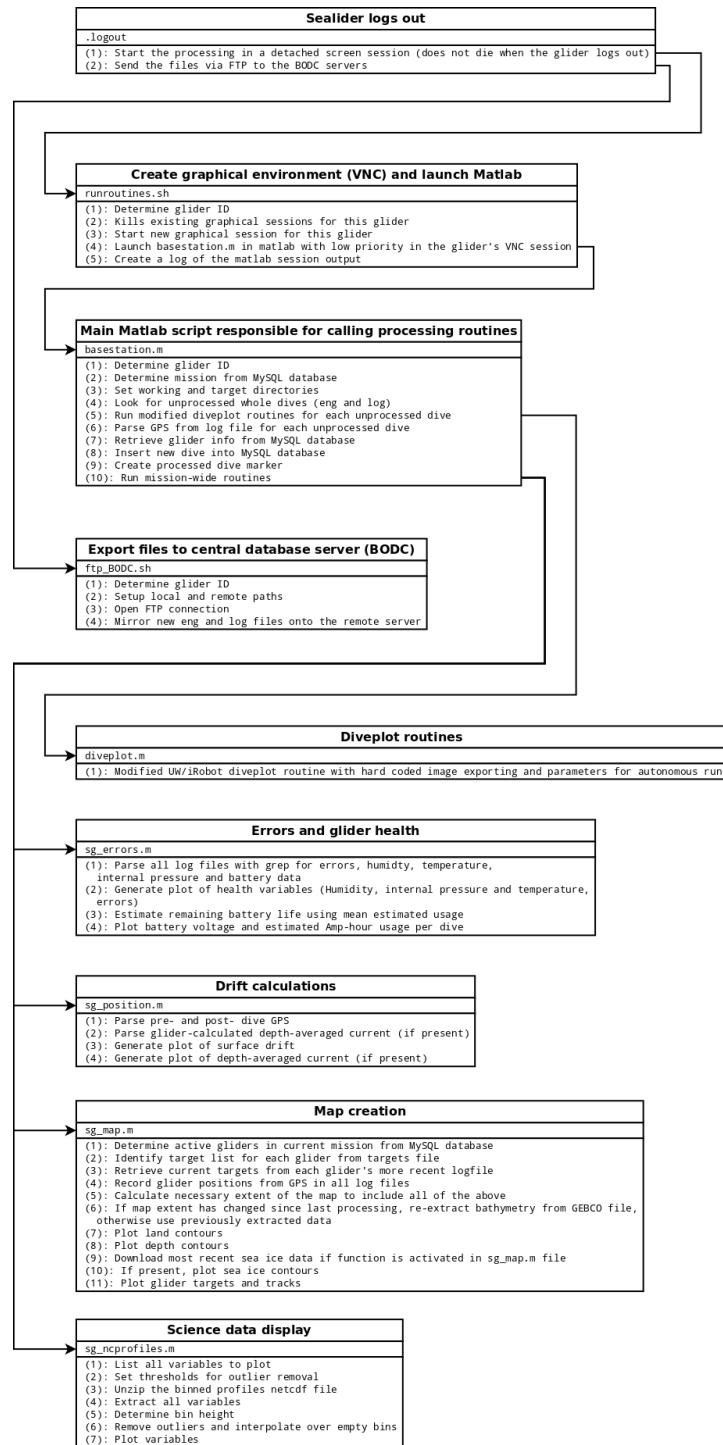 Sealider logs out
.logout
(1): Start the processing in a detached screen session (does not die when the glider logs out)
(2): Send the files via FTP to the BODC servers
Create graphical environment (VNC) and launch Matlab
runroutines.sh
(1): Determine glider ID
(2): Kills existing graphical sessions for this glider
(3): Start new graphical session for this glider
(4): Launch basestation.m in matlab with low priority in the glider's VNC session
(5): Create a log of the matlab session output
Main Matlab script responsible for calling processing routines
basestation.m
(1): Determine glider ID
(2): Determine mission from MySQL database
(3): Set working and target directories
(4): Look for unprocessed whole dives (eng and log)
(5): Run modified diveplot routines for each unprocessed dive
(6): Parse GPS from log file for each unprocessed dive
(7): Retrieve glider info from MySQL database
(8): Insert new dive into MySQL database
(9): Create processed dive marker
(10): Run mission-wide routines
Export files to central database server (BODC)
ftp_BODC.sh
(1): Determine glider ID
(2): Setup local and remote paths
(3): Open FTP connection
(4): Mirror new eng and log files onto the remote server
Diveplot routines
diveplot.m
(1): Modified UW/iRobot diveplot routine with hard coded image exporting and parameters for autonomous run
Errors and glider health
sg_errors.m
(1): Parse all log files with grep for errors, humidty, temperature,
internal pressure and battery data
(2): Generate plot of health variables (Humidity, internal pressure and temperature,
errors)
(3): Estimate remaining battery life using mean estimated usage
(4): Plot battery voltage and estimated Amp-hour usage per dive
Drift calculations
sg_position.m
(1): Parse pre- and post- dive GPS
(2): Parse glider-calculated depth-averaged current (if present)
(3): Generate plot of surface drift
(4): Generate plot of depth-averaged current (if present)
Map creation
sg_map.m
(1): Determine active gliders in current mission from MySQL database
(2): Identify target list for each glider from targets file
(3): Retrieve current targets from each glider's more recent logfile
(4): Record glider positions from GPS in all log files
(5): Calculate necessary extent of the map to include all of the above
(6): If map extent has changed since last processing, re-extract bathymetry from GEBCO file,
otherwise use previously extracted data
(7): Plot land contours
(8): Plot depth contours
(9): Download most recent sea ice data if function is activated in sg_map.m file
(10): If present, plot sea ice contours
(11): Plot glider targets and tracks
Science data display
sg_ncprofiles.m
(1): List all variables to plot
(2): Set thresholds for outlier removal
(3): Unzip the binned profiles netcdf file
(4): Extract all variables
(5): Determine bin height
(6): Remove outliers and interpolate over empty bins
(7): Plot variables